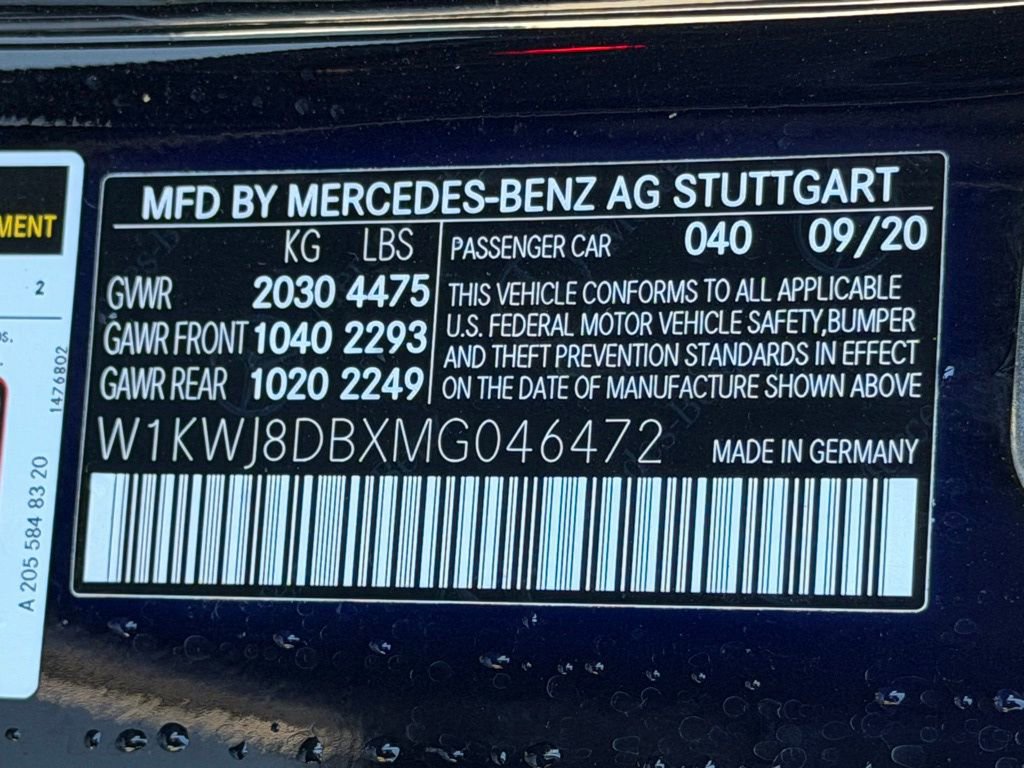 MFD BY MERCEDES-BENZ AG STUTTGART
KG LBS
GVWR 2030 4475
GAWR FRONT 1040 2293
GAWR REAR 1020 2249
PASSENGER CAR 040 09/20
THIS VEHICLE CONFORMS TO ALL APPLICABLE
U.S. FEDERAL MOTOR VEHICLE SAFETY,BUMPER
AND THEFT PREVENTION STANDARDS IN EFFECT
ON THE DATE OF MANUFACTURE SHOWN ABOVE
W1KWJ8DBXMG046472 MADE IN GERMANY
MENT
2
1476802
A 205 584 83 20